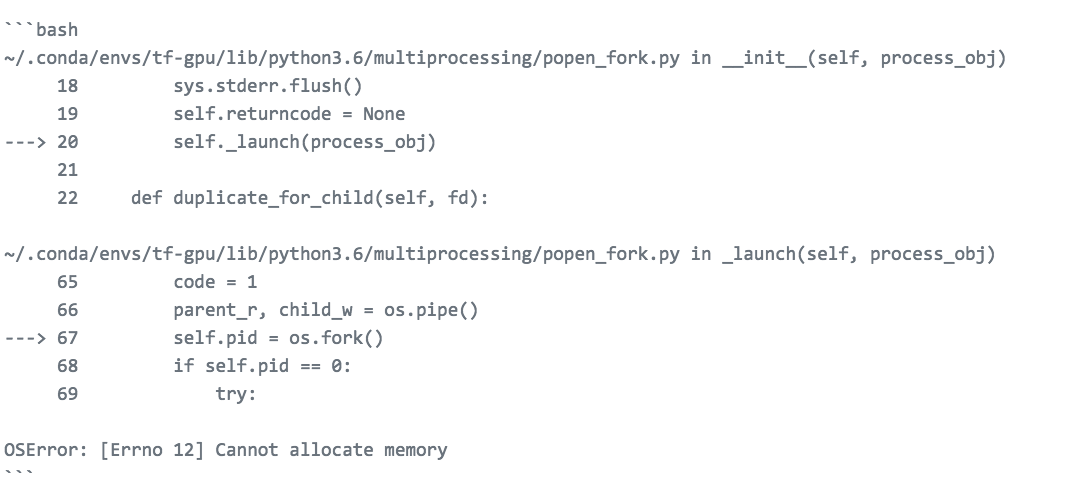 ```bash
~/.conda/envs/tf-gpu/lib/python3.6/multiprocessing/popen_fork.py in __init__(self, process_obj)
     18         sys.stderr.flush()
     19         self.returncode = None
---> 20         self._launch(process_obj)
     21
     22     def duplicate_for_child(self, fd):

~/.conda/envs/tf-gpu/lib/python3.6/multiprocessing/popen_fork.py in _launch(self, process_obj)
     65         code = 1
     66         parent_r, child_w = os.pipe()
---> 67         self.pid = os.fork()
     68         if self.pid == 0:
     69             try:

OSError: [Errno 12] Cannot allocate memory
```